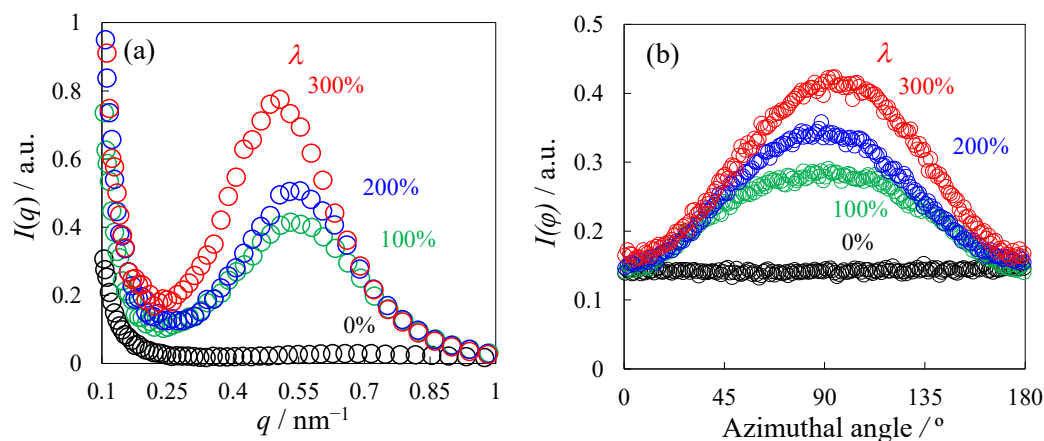 (a)
I(q) / a.u.
1
0.8
0.6
0.4
0.2
0
λ
300%
200%
100%
0%
0.1 0.25 0.4 0.55 0.7 0.85 1
q / nm⁻¹
(b)
I(φ) / a.u.
0.5
0.4
0.3
0.2
0.1
0
λ
300%
200%
100%
0%
0 45 90 135 180
Azimuthal angle / º